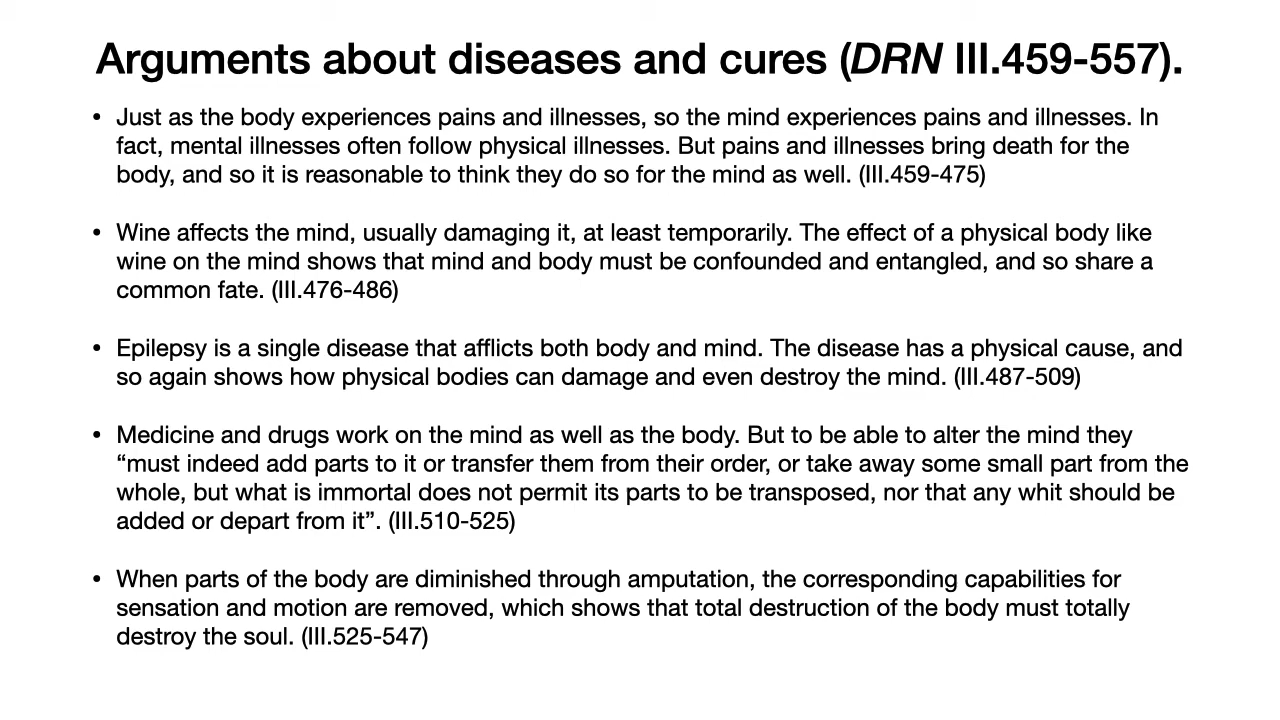 Arguments about diseases and cures (DRN III.459-557).
• Just as the body experiences pains and illnesses, so the mind experiences pains and illnesses. In
fact, mental illnesses often follow physical illnesses. But pains and illnesses bring death for the
body, and so it is reasonable to think they do so for the mind as well. (III.459-475)
• Wine affects the mind, usually damaging it, at least temporarily. The effect of a physical body like
wine on the mind shows that mind and body must be confounded and entangled, and so share a
common fate. (III.476-486)
• Epilepsy is a single disease that afflicts both body and mind. The disease has a physical cause, and
so again shows how physical bodies can damage and even destroy the mind. (III.487-509)
• Medicine and drugs work on the mind as well as the body. But to be able to alter the mind they
“must indeed add parts to it or transfer them from their order, or take away some small part from the
whole, but what is immortal does not permit its parts to be transposed, nor that any whit should be
added or depart from it”. (III.510-525)
• When parts of the body are diminished through amputation, the corresponding capabilities for
sensation and motion are removed, which shows that total destruction of the body must totally
destroy the soul. (III.525-547)